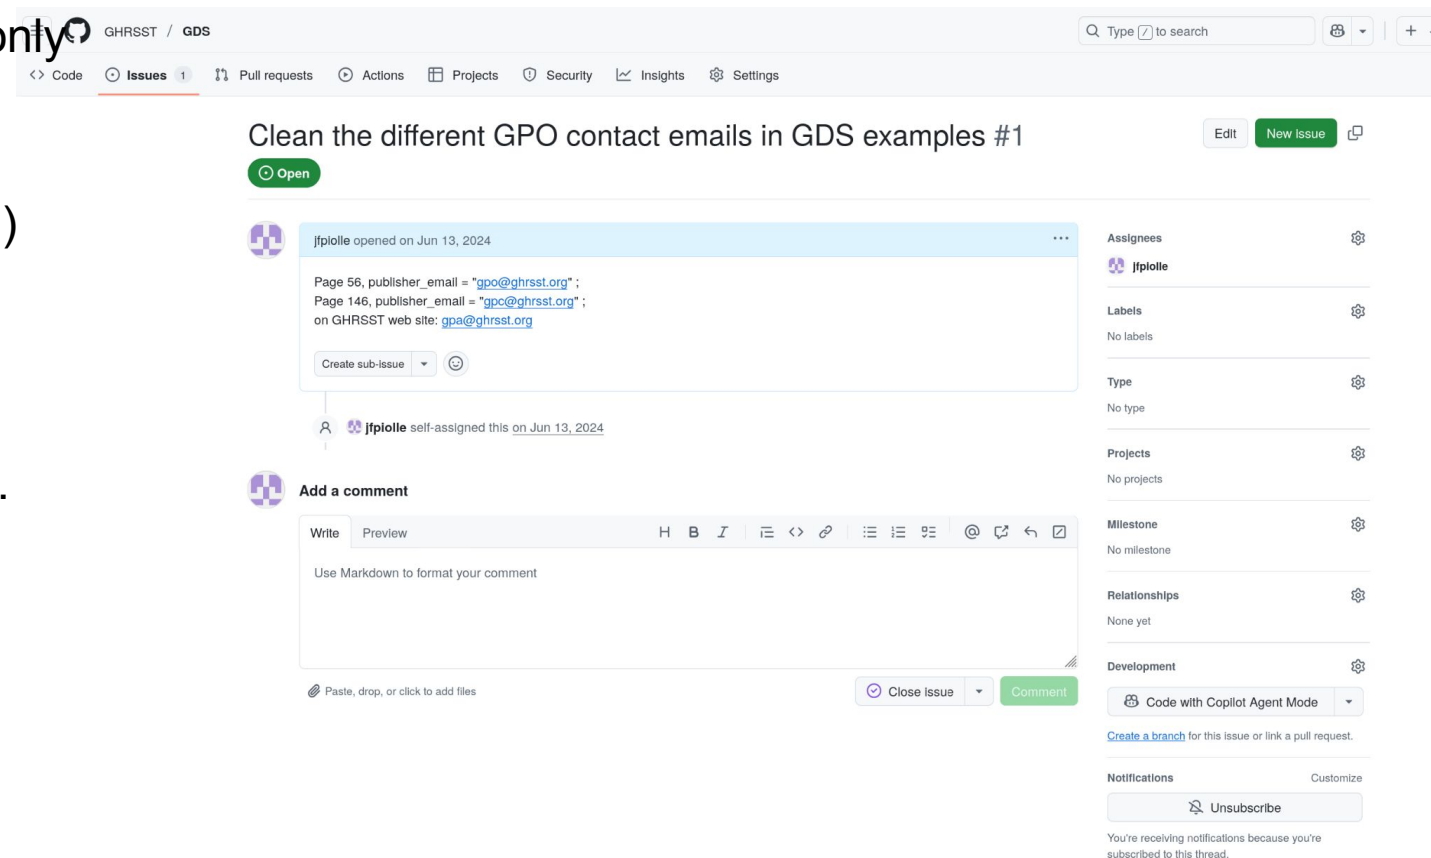 only
GHRSST / GDS
Type / to search
Code Issues 1 Pull requests Actions Projects Security Insights Settings
Clean the different GPO contact emails in GDS examples #1
Edit New issue
Open
)
jfpiolle opened on Jun 13, 2024
Page 56, publisher_email = "gpo@ghrsst.org" ;
Page 146, publisher_email = "gpc@ghrsst.org" ;
on GHRSST web site: gpa@ghrsst.org
Create sub-issue
jfpiolle self-assigned this on Jun 13, 2024
.
Add a comment
Write Preview
Use Markdown to format your comment
Paste, drop, or click to add files
Close issue Comment
Assignees
jfpiolle
Labels
No labels
Type
No type
Projects
No projects
Milestone
No milestone
Relationships
None yet
Development
Code with Copilot Agent Mode
Create a branch for this issue or link a pull request.
Notifications Customize
Unsubscribe
You're receiving notifications because you're
subscribed to this thread.